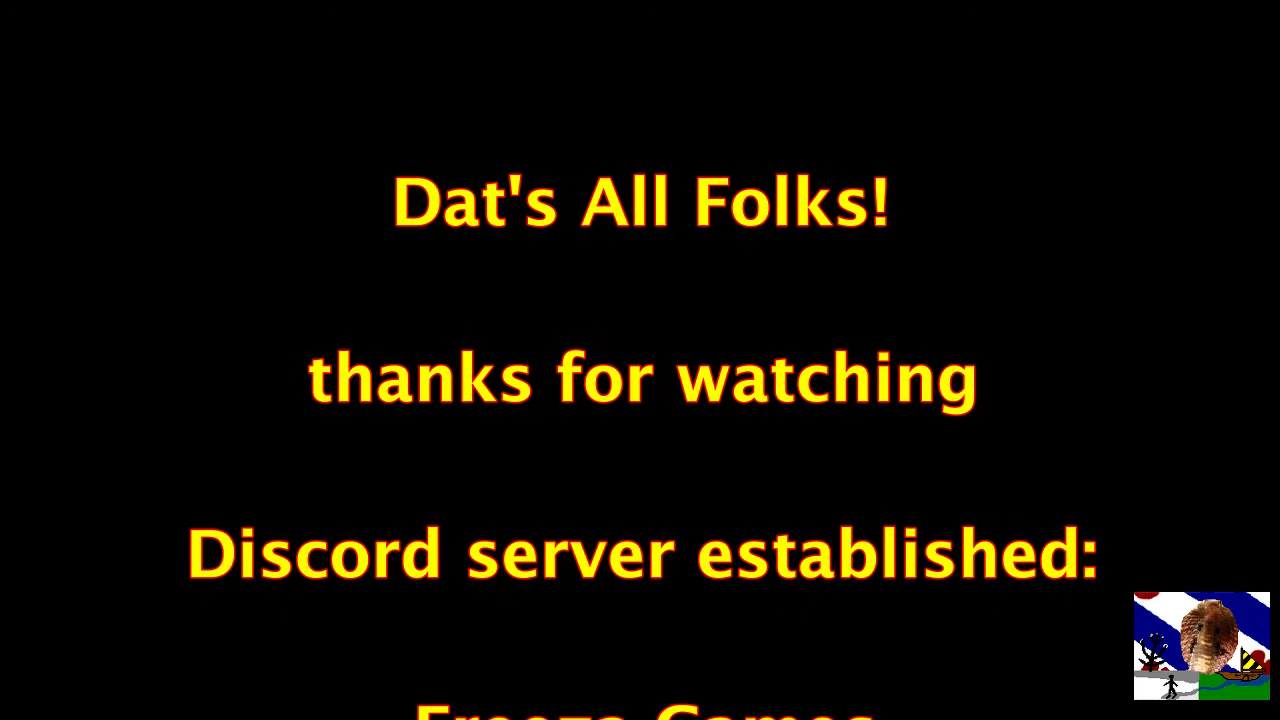 Dat's All Folks!
thanks for watching
Discord server established: